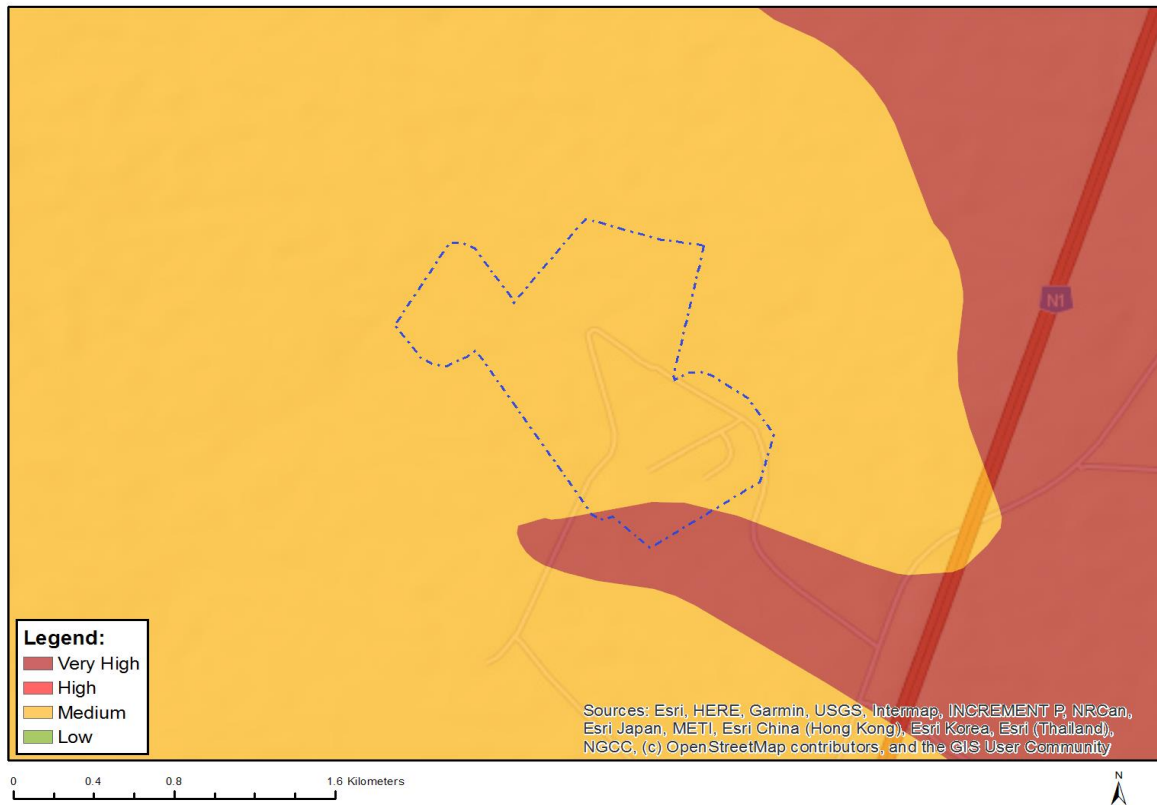 N1
Legend:
Very High
High
Medium
Low
Sources: Esri, HERE, Garmin, USGS, Intermap, INCREMENT P, NRCan,
Esri Japan, METI, Esri China (Hong Kong), Esri Korea, Esri (Thailand),
NGCC, (c) OpenStreetMap contributors, and the GIS User Community
0 0.4 0.8 1.6 Kilometers
N